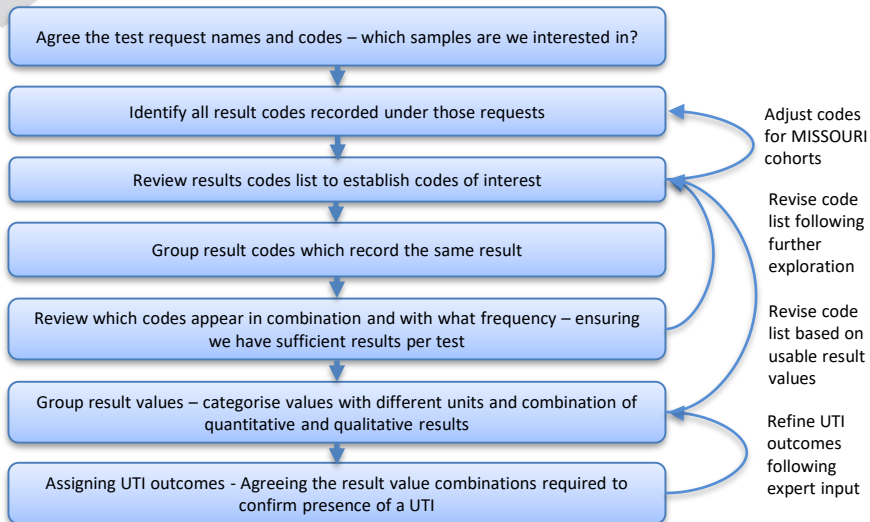 Agree the test request names and codes – which samples are we interested in?
Identify all result codes recorded under those requests
Review results codes list to establish codes of interest
Group result codes which record the same result
Review which codes appear in combination and with what frequency – ensuring
we have sufficient results per test
Group result values – categorise values with different units and combination of
quantitative and qualitative results
Assigning UTI outcomes - Agreeing the result value combinations required to
confirm presence of a UTI
Adjust codes
for MISSOURI
cohorts
Revise code
list following
further
exploration
Revise code
list based on
usable result
values
Refine UTI
outcomes
following
expert input